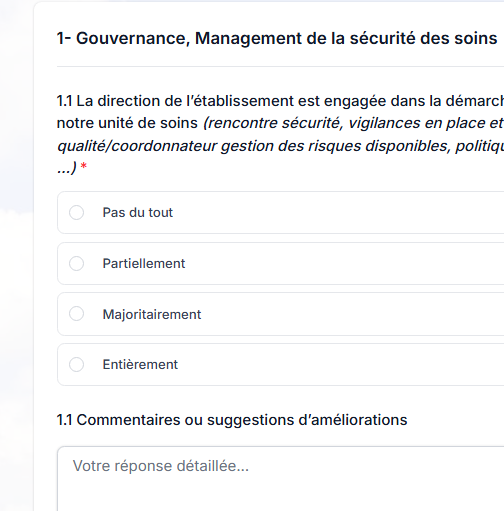 1- Gouvernance, Management de la sécurité des soins
1.1 La direction de l'établissement est engagée dans la
notre unité de soins (rencontre sécurité, vigilances en place et
qualité/coordonnateur gestion des risques disponibles,
...) *
Pas du tout
Partiellement
Majoritairement
Entièrement
1.1 Commentaires ou suggestions d'améliorations
Votre réponse détaillée...